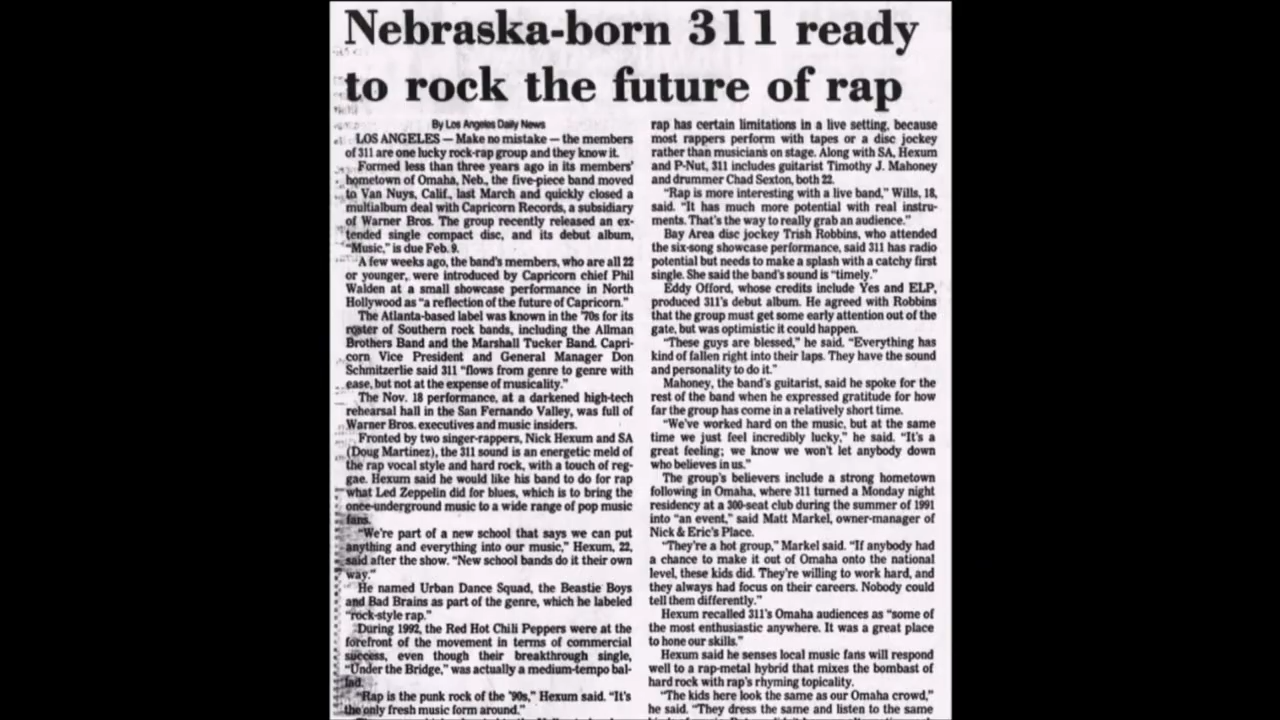 Nebraska-born 311 ready
to rock the future of rap
By Los Angeles Daily News
LOS ANGELES — Make no mistake — the members
of 311 are one lucky rock-rap group and they know it.
Formed less than three years ago in its members'
hometown of Omaha, Neb., the five-piece band moved
to Van Nuys, Calif., last March and quickly closed a
multialbum deal with Capricorn Records, a subsidiary
of Warner Bros. The group recently released an ex-
tended single compact disc, and its debut album,
"Music," is due Feb. 9.
A few weeks ago, the band's members, who are all 22
or younger, were introduced by Capricorn chief Phil
Walden at a small showcase performance in North
Hollywood as "a reflection of the future of Capricorn."
The Atlanta-based label was known in the '70s for its
roster of Southern rock bands, including the Allman
Brothers Band and the Marshall Tucker Band. Capri-
corn Vice President and General Manager Don
Schmitzerlie said 311 "flows from genre to genre with
ease, but not at the expense of musicality."
The Nov. 18 performance, at a darkened high-tech
rehearsal hall in the San Fernando Valley, was full of
Warner Bros. executives and music insiders.
Fronted by two singer-rappers, Nick Hexum and SA
(Doug Martinez), the 311 sound is an energetic meld of
the rap vocal style and hard rock, with a touch of reg-
gae. Hexum said he would like his band to do for rap
what Led Zeppelin did for blues, which is to bring the
once-underground music to a wide range of pop music
fans.
"We're part of a new school that says we can put
anything and everything into our music," Hexum, 22,
said after the show. "New school bands do it their own
way."
He named Urban Dance Squad, the Beastie Boys
and Bad Brains as part of the genre, which he labeled
"rock-style rap."
During 1992, the Red Hot Chili Peppers were at the
forefront of the movement in terms of commercial
success, even though their breakthrough single,
"Under the Bridge," was actually a medium-tempo bal-
lad.
"Rap is the punk rock of the '90s," Hexum said. "It's
the only fresh music form around."
rap has certain limitations in a live setting, because
most rappers perform with tapes or a disc jockey
rather than musicians on stage. Along with SA, Hexum
and P-Nut, 311 includes guitarist Timothy J. Mahoney
and drummer Chad Sexton, both 22.
"Rap is more interesting with a live band," Wills, 18,
said. "It has much more potential with real instru-
ments. That's the way to really grab an audience."
Bay Area disc jockey Trish Robbins, who attended
the six-song showcase performance, said 311 has radio
potential but needs to make a splash with a catchy first
single. She said the band's sound is "timely."
Eddy Offord, whose credits include Yes and ELP,
produced 311's debut album. He agreed with Robbins
that the group must get some early attention out of the
gate, but was optimistic it could happen.
"These guys are blessed," he said. "Everything has
kind of fallen right into their laps. They have the sound
and personality to do it."
Mahoney, the band's guitarist, said he spoke for the
rest of the band when he expressed gratitude for how
far the group has come in a relatively short time.
"We've worked hard on the music, but at the same
time we just feel incredibly lucky," he said. "It's a
great feeling; we know we won't let anybody down
who believes in us."
The group's believers include a strong hometown
following in Omaha, where 311 turned a Monday night
residency at a 300-seat club during the summer of 1991
into "an event," said Matt Markel, owner-manager of
Nick & Eric's Place.
"They're a hot group," Markel said. "If anybody had
a chance to make it out of Omaha onto the national
level, these kids did. They're willing to work hard, and
they always had focus on their careers. Nobody could
tell them differently."
Hexum recalled 311's Omaha audiences as "some of
the most enthusiastic anywhere. It was a great place
to hone our skills."
Hexum said he senses local music fans will respond
well to a rap-metal hybrid that mixes the bombast of
hard rock with rap's rhyming topicality.
"The kids here look the same as our Omaha crowd,"
he said. "They dress the same and listen to the same